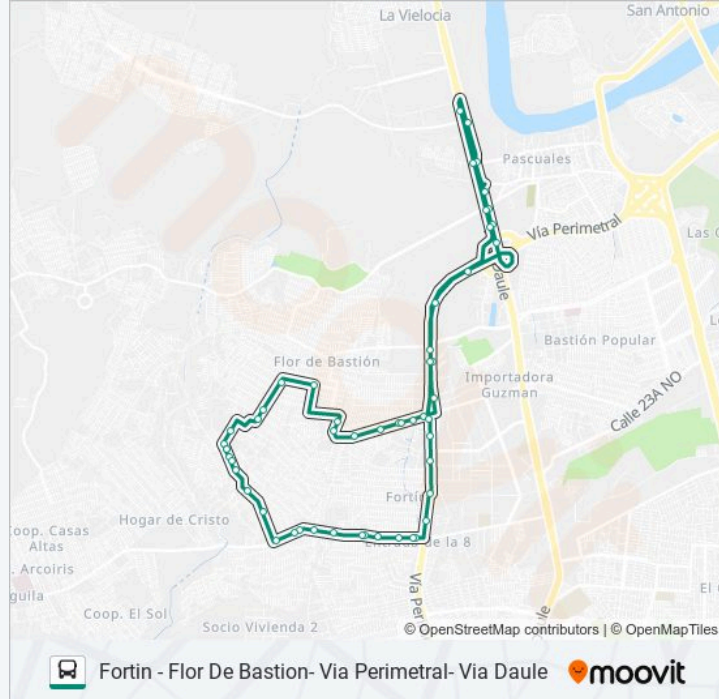 La Vielocia
San Antonio
Pascuales
Vía Perimetral
Las
Daule
Bastión Popular
Flor de Bastión
Importadora
Guzman
Calle 23A NO
Fortín
Hogar de Cristo
Coop. Casas
Altas
Entrada de la 8
. Arcoiris
guila
Vía Per
Coop. El Sol
El
Socio Vivienda 2
© OpenStreetMap contributors | © OpenMapTiles
Fortin - Flor De Bastion- Via Perimetral- Via Daule
moovit